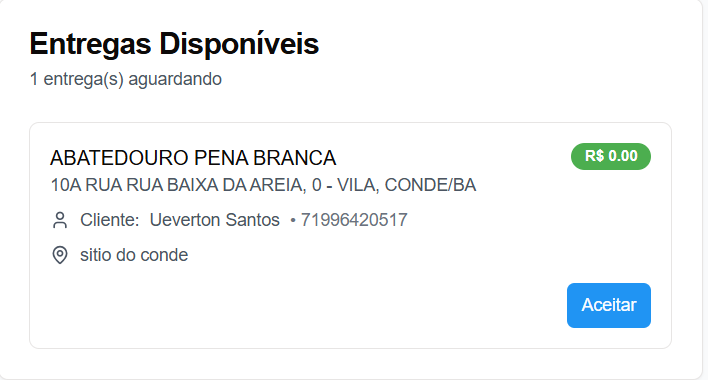 Entregas Disponíveis
1 entrega(s) aguardando
ABATEDOURO PENA BRANCA
R$ 0.00
10A RUA RUA BAIXA DA AREIA, 0 - VILA, CONDE/BA
Cliente: Ueverton Santos • 71996420517
sitio do conde
Aceitar